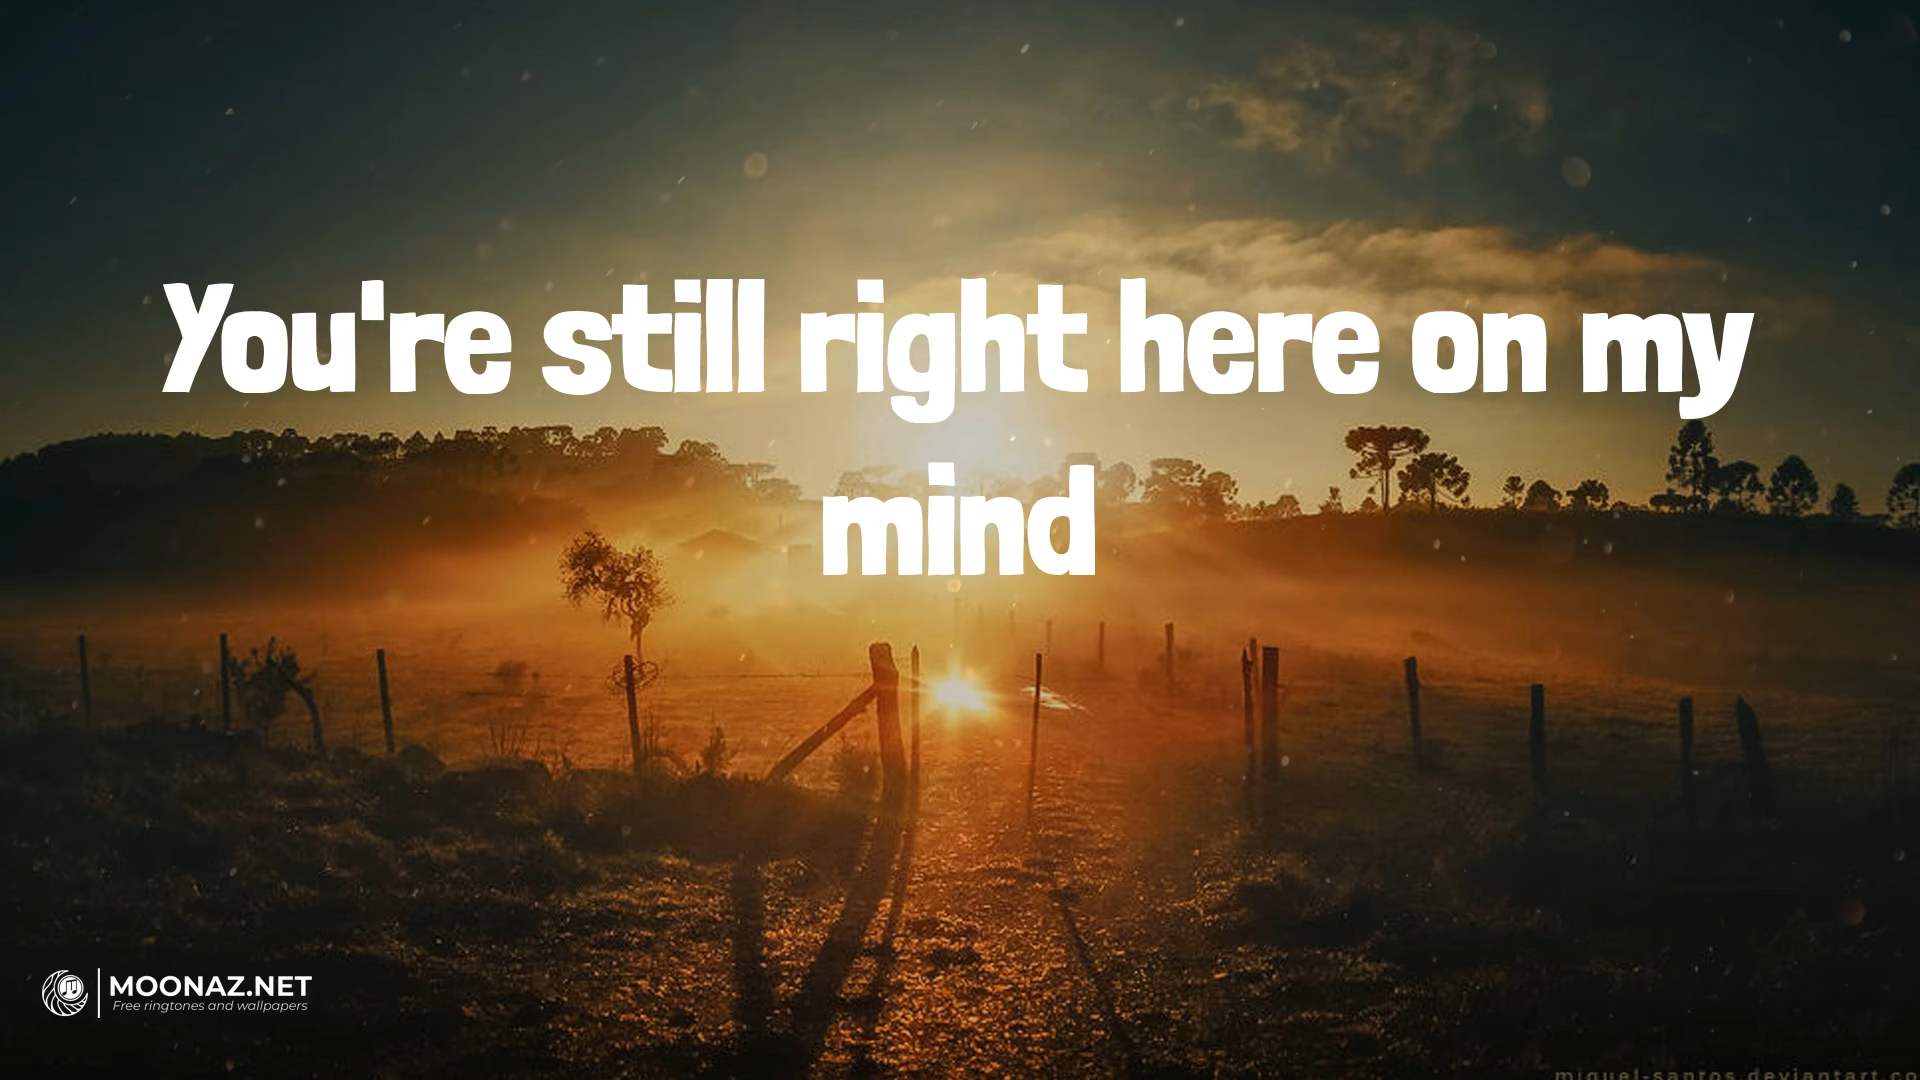 You're still right here on my
mind
MOONAZ.NET
Free ringtones and wallpapers
miguel-santos.deviantart.co